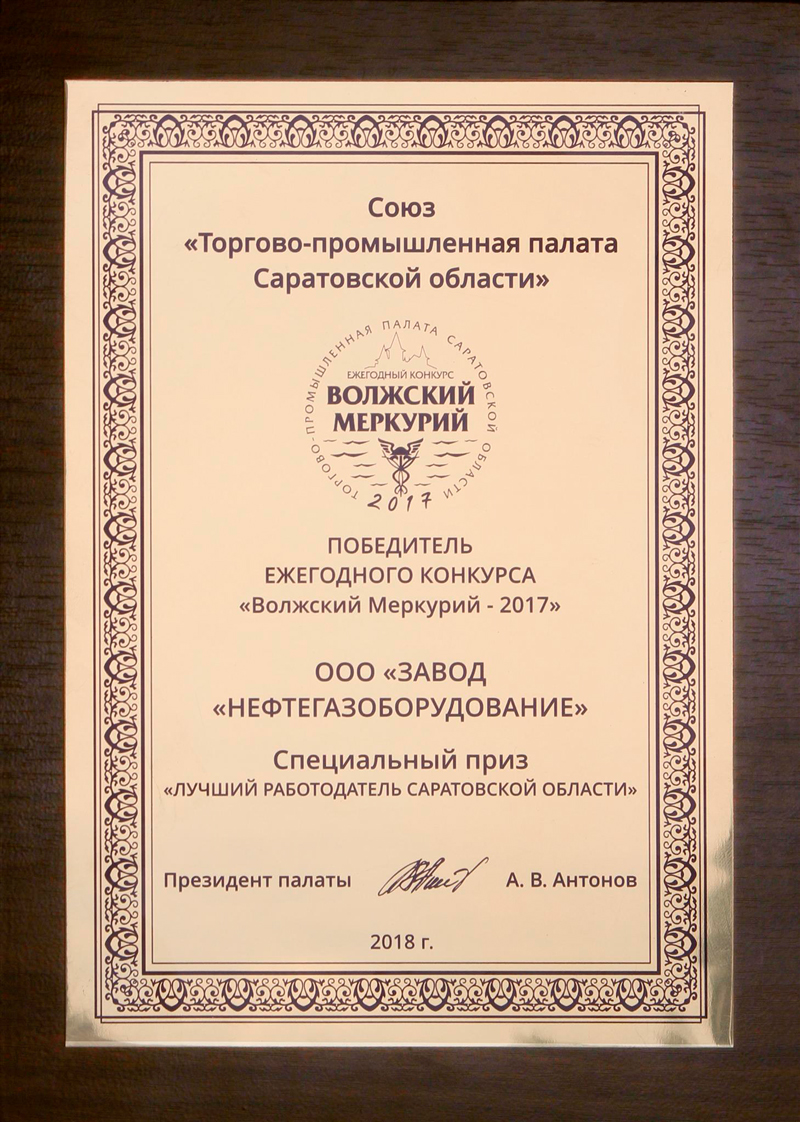 Союз
«Торгово-промышленная палата
Саратовской области»
ТОРГОВО-ПРОМЫШЛЕННАЯ ПАЛАТА САРАТОВСКОЙ ОБЛАСТИ
ЕЖЕГОДНЫЙ КОНКУРС
ВОЛЖСКИЙ
МЕРКУРИЙ
2017
ПОБЕДИТЕЛЬ
ЕЖЕГОДНОГО КОНКУРСА
«Волжский Меркурий - 2017»
ООО «ЗАВОД
«НЕФТЕГАЗОБОРУДОВАНИЕ»
Специальный приз
«ЛУЧШИЙ РАБОТОДАТЕЛЬ САРАТОВСКОЙ ОБЛАСТИ»
Президент палаты А. В. Антонов
2018 г.